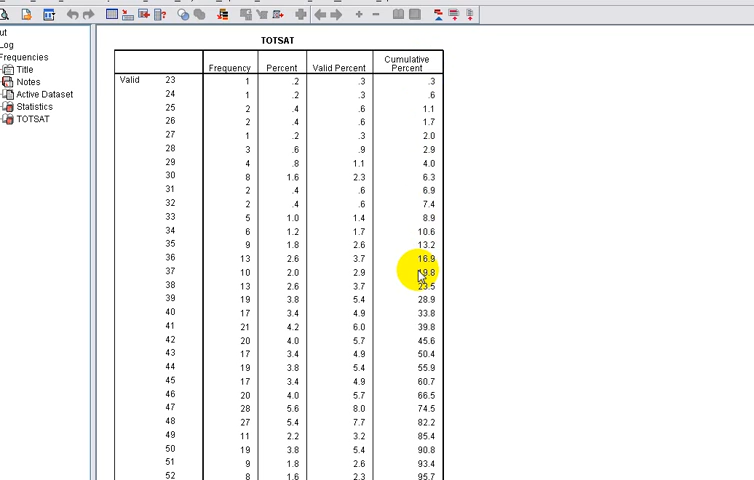 ut
Log
Frequencies
Title
Notes
Active Dataset
Statistics
TOTSAT
TOTSAT
Frequency Percent Valid Percent Cumulative Percent
Valid 23 1 .2 .3 .3
24 1 .2 .3 .6
25 2 .4 .6 1.1
26 2 .4 .6 1.7
27 1 .2 .3 2.0
28 3 .6 .9 2.9
29 4 .8 1.1 4.0
30 8 1.6 2.3 6.3
31 2 .4 .6 6.9
32 2 .4 .6 7.4
33 5 1.0 1.4 8.9
34 6 1.2 1.7 10.6
35 9 1.8 2.6 13.2
36 13 2.6 3.7 16.9
37 10 2.0 2.9 19.8
38 13 2.6 3.7 23.5
39 19 3.8 5.4 28.9
40 17 3.4 4.9 33.8
41 21 4.2 6.0 39.8
42 20 4.0 5.7 45.6
43 17 3.4 4.9 50.4
44 19 3.8 5.4 55.9
45 17 3.4 4.9 60.7
46 20 4.0 5.7 66.5
47 28 5.6 8.0 74.5
48 27 5.4 7.7 82.2
49 11 2.2 3.2 85.4
50 19 3.8 5.4 90.8
51 9 1.8 2.6 93.4
52 8 1.6 2.3 95.7